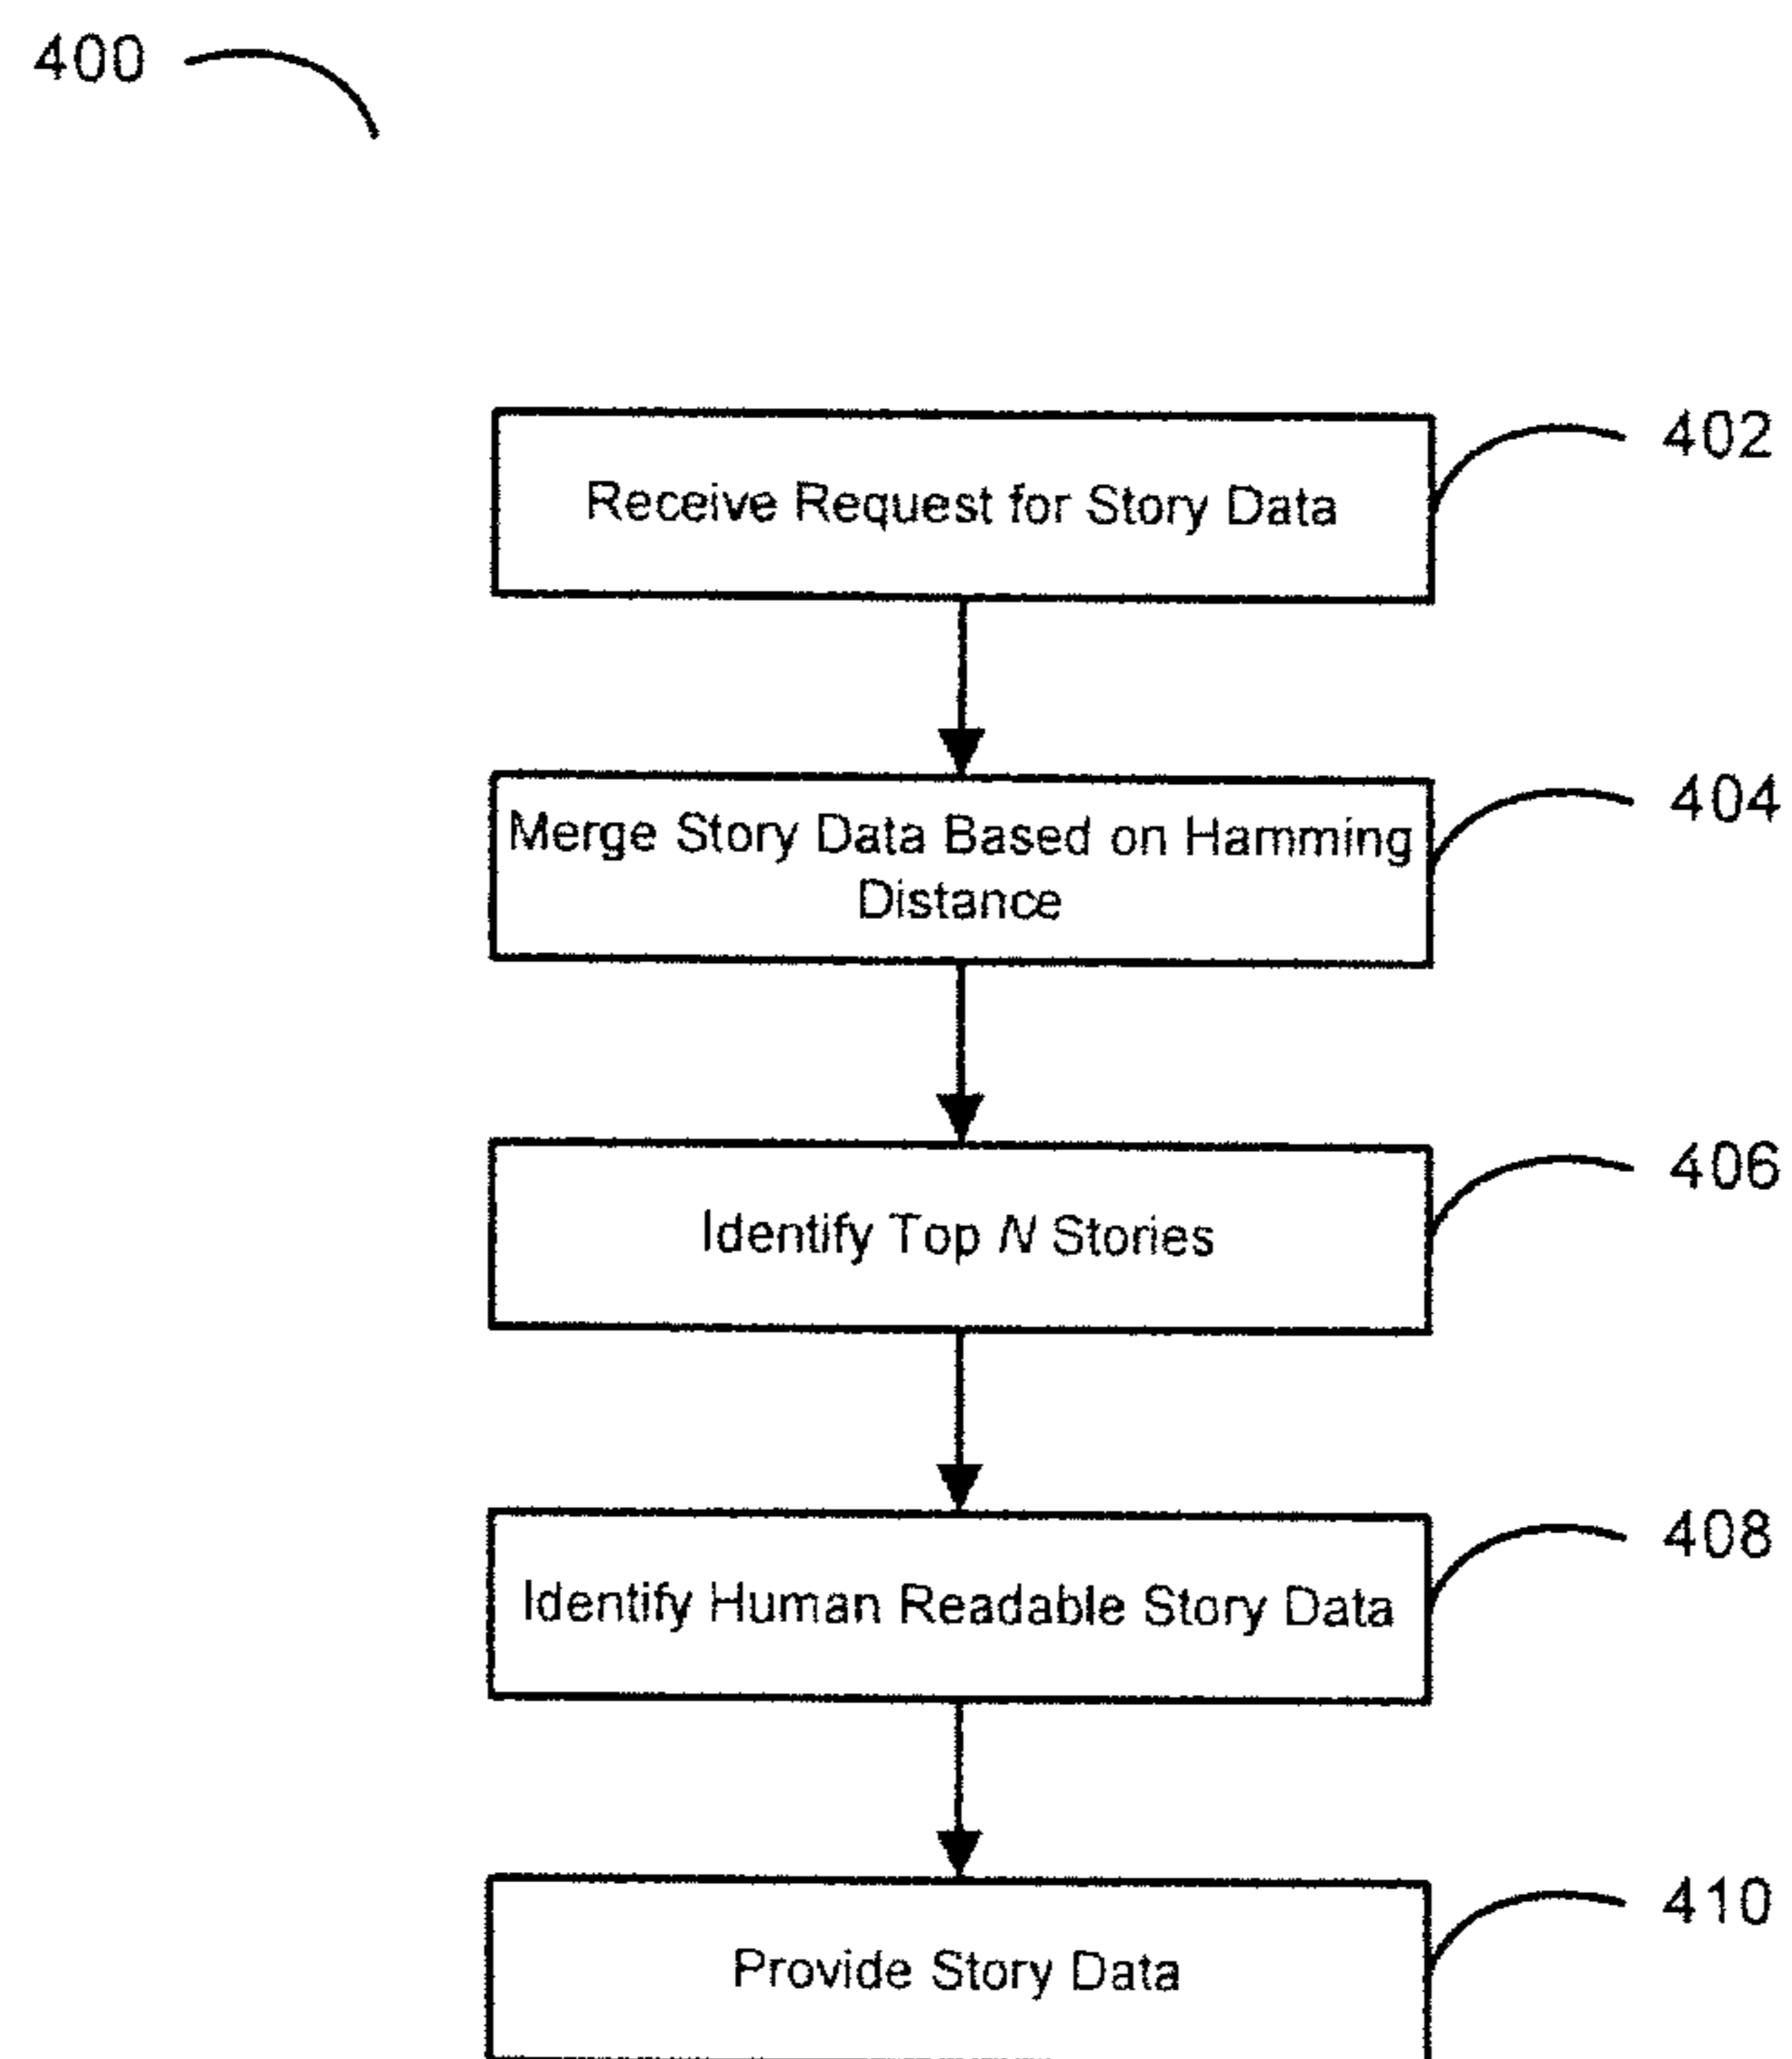 400
Receive Request for Story Data
402
Merge Story Data Based on Hamming
Distance
404
Identify Top N Stories
406
Identify Human Readable Story Data
408
Provide Story Data
410